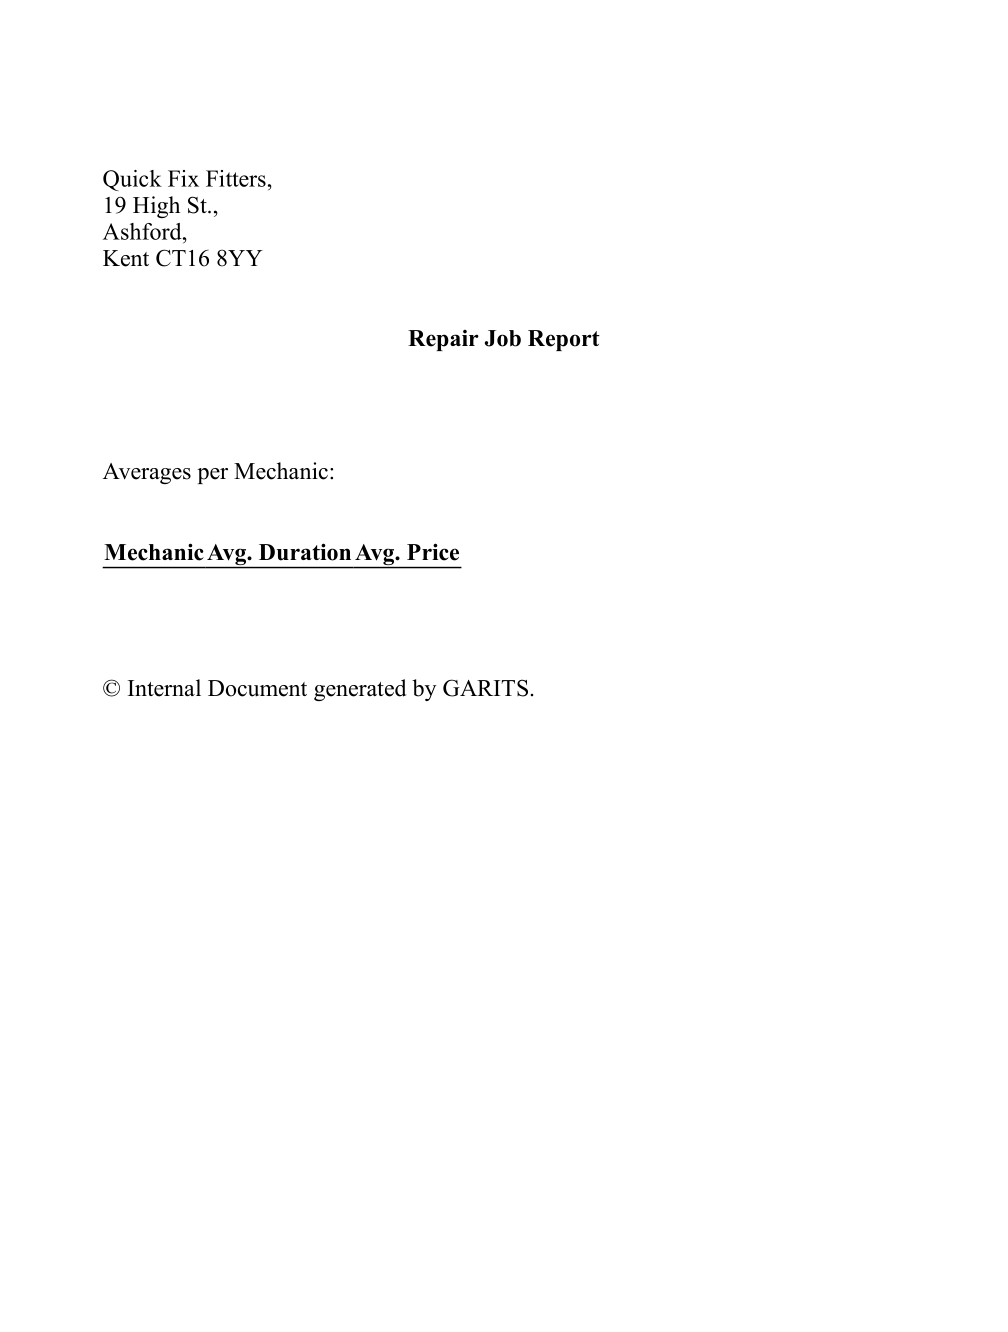 Quick Fix Fitters,
19 High St.,
Ashford,
Kent CT16 8YY
Repair Job Report
Averages per Mechanic:
Mechanic Avg. Duration Avg. Price
© Internal Document generated by GARITS.